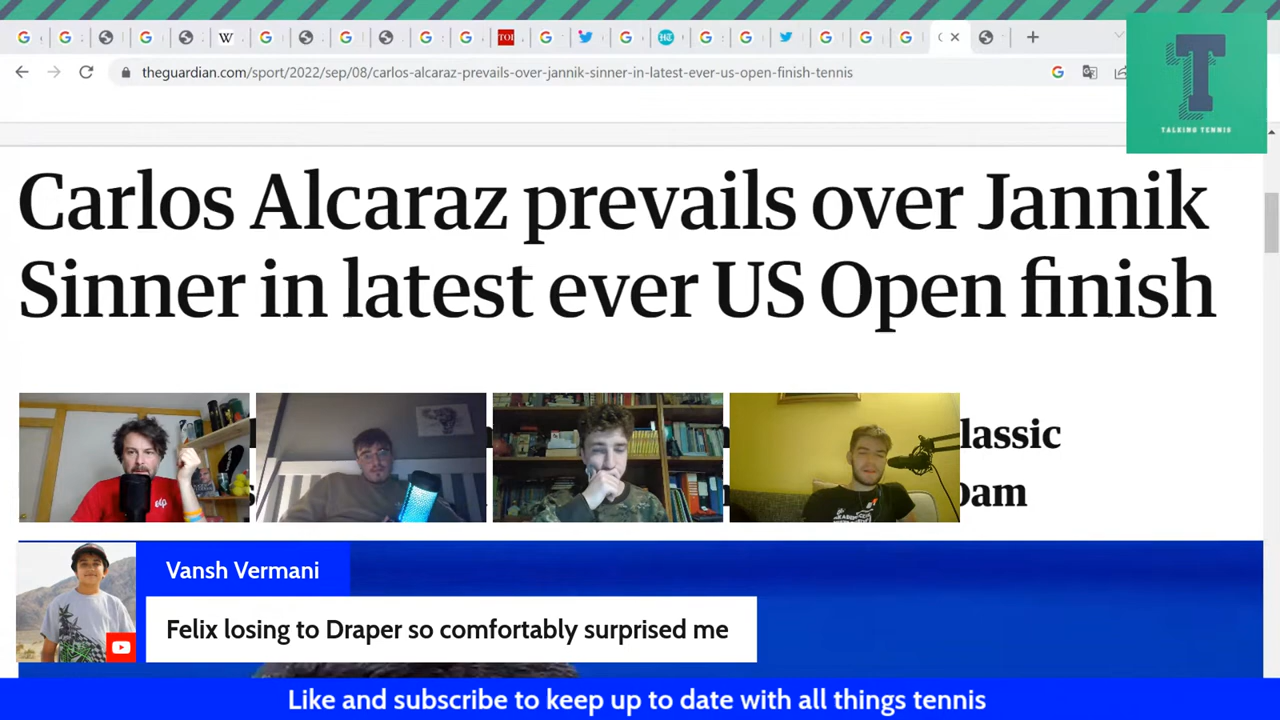 theguardian.com/sport/2022/sep/08/carlos-alcaraz-prevails-over-jannik-sinner-in-latest-ever-us-open-finish-tennis
T
TALKING TENNIS
Carlos Alcaraz prevails over Jannik
Sinner in latest ever US Open finish
lassic
Vansh Vermani
Felix losing to Draper so comfortably surprised me
Like and subscribe to keep up to date with all things tennis